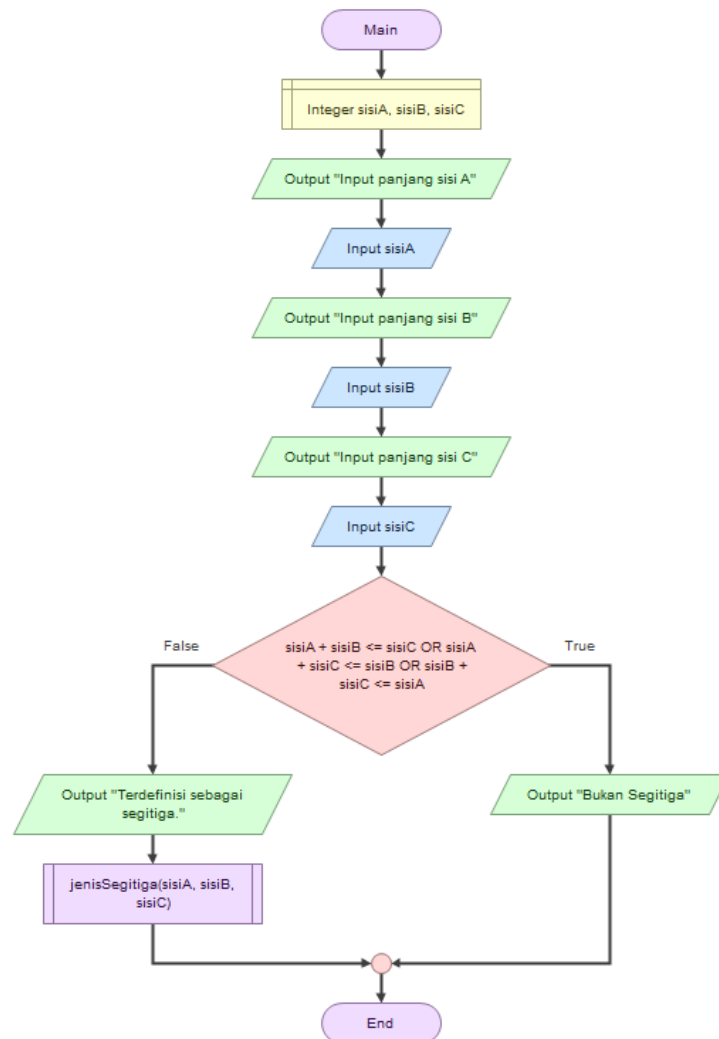 Main
Integer sisiA, sisiB, sisiC
Output "Input panjang sisi A"
Input sisiA
Output "Input panjang sisi B"
Input sisiB
Output "Input panjang sisi C"
Input sisiC
False
True
sisiA + sisiB <= sisiC OR sisiA
+ sisiC <= sisiB OR sisiB +
sisiC <= sisiA
Output "Terdefinisi sebagai
segitiga."
Output "Bukan Segitiga"
jenisSegitiga(sisiA, sisiB,
sisiC)
End